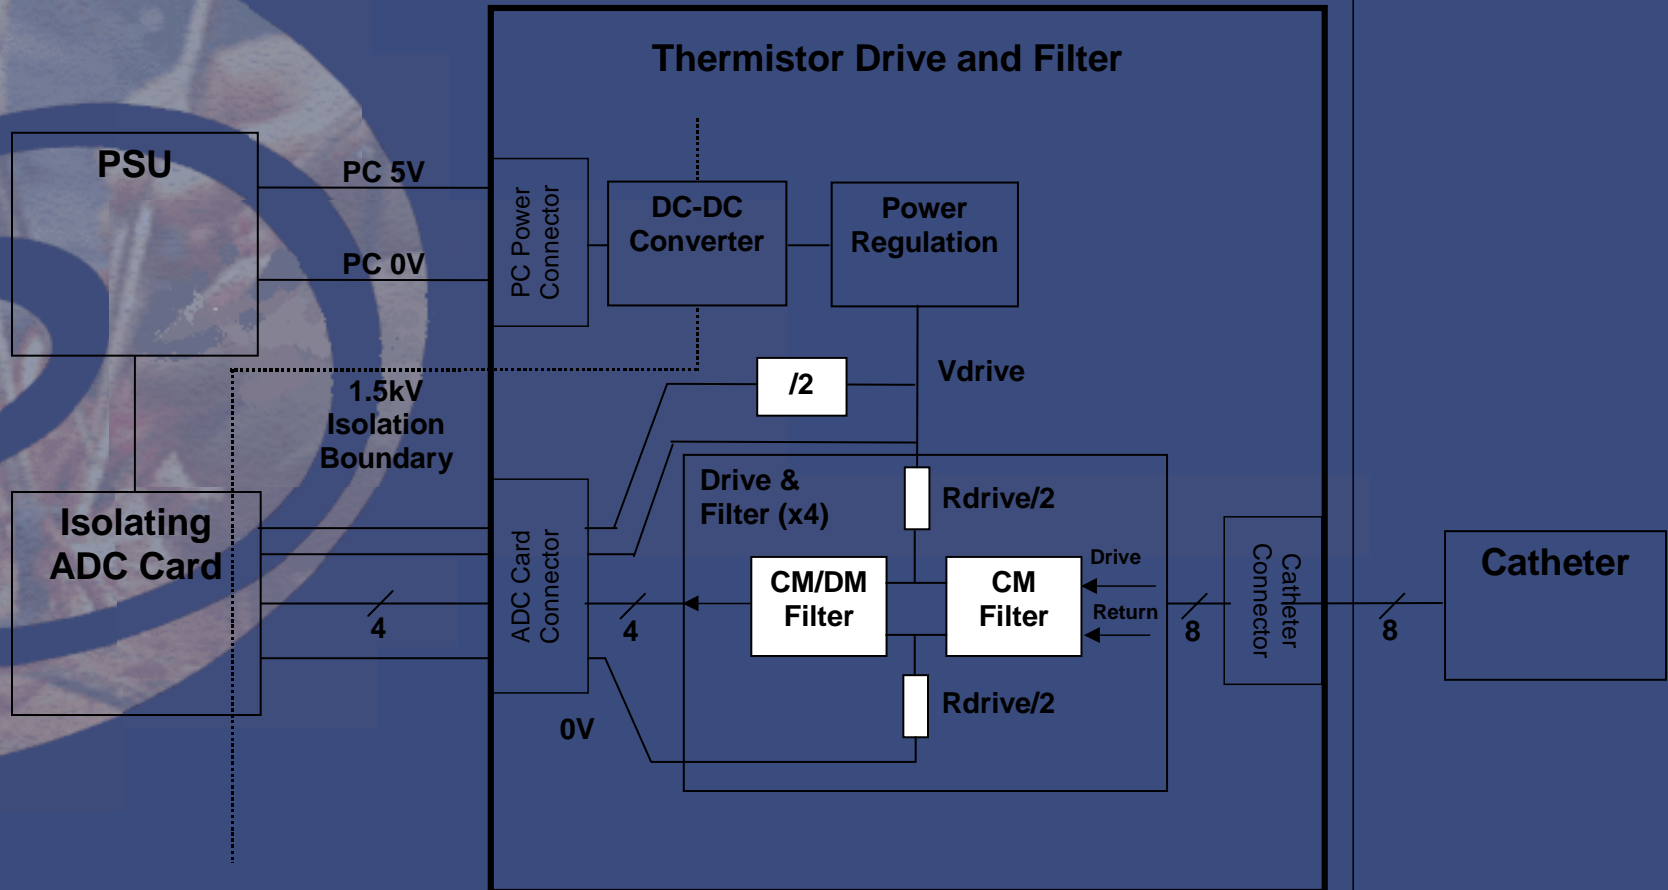 Thermistor Drive and Filter
PSU
PC 5V
PC 0V
PC Power
Connector
DC-DC
Converter
Power
Regulation
1.5kV
Isolation
Boundary
/2
Vdrive
Isolating
ADC Card
4
ADC Card
Connector
4
0V
Drive &
Filter (x4)
Rdrive/2
CM/DM
Filter
CM
Filter
Drive
Return
Rdrive/2
8
Catheter
Connector
8
Catheter